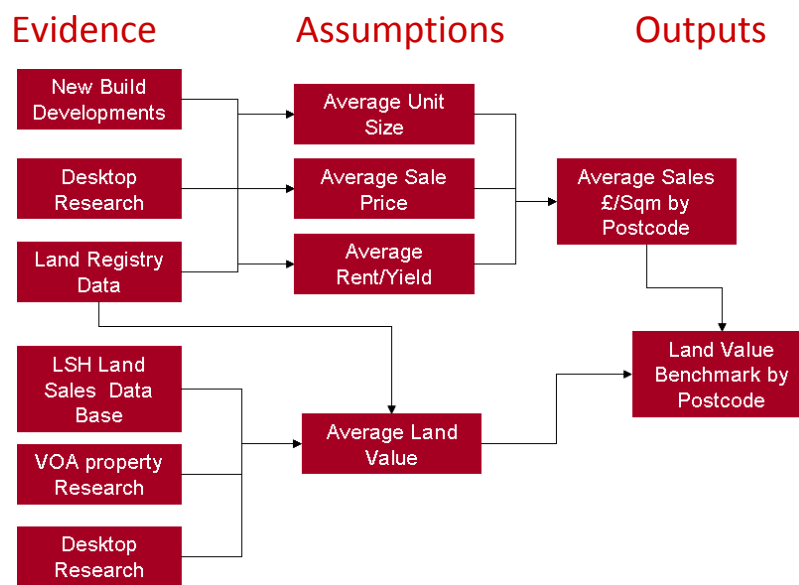 Evidence
Assumptions
Outputs
New Build
Developments
Desktop
Research
Land Registry
Data
LSH Land
Sales Data
Base
VOA property
Research
Desktop
Research
Average Unit
Size
Average Sale
Price
Average
Rent/Yield
Average Land
Value
Average Sales
£/Sqm by
Postcode
Land Value
Benchmark by
Postcode